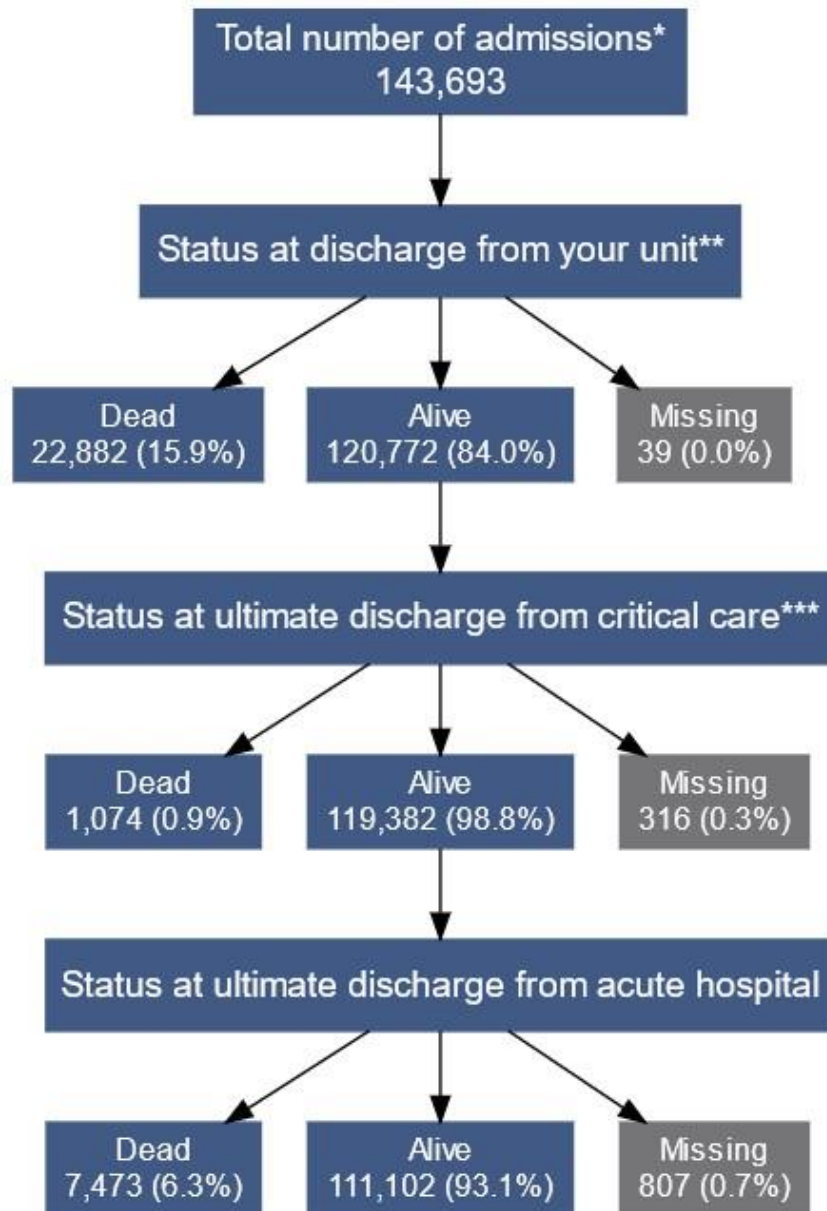 Total number of admissions*
143,693
Status at discharge from your unit**
Dead
22,882 (15.9%)
Alive
120,772 (84.0%)
Missing
39 (0.0%)
Status at ultimate discharge from critical care***
Dead
1,074 (0.9%)
Alive
119,382 (98.8%)
Missing
316 (0.3%)
Status at ultimate discharge from acute hospital
Dead
7,473 (6.3%)
Alive
111,102 (93.1%)
Missing
807 (0.7%)